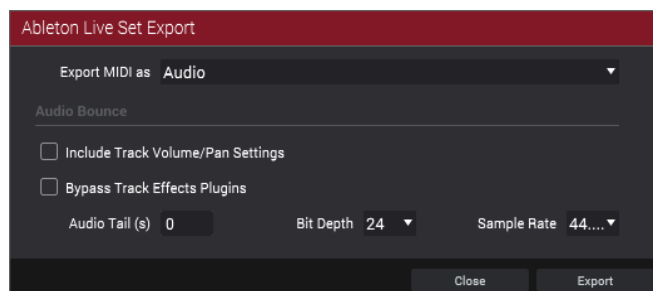 Ableton Live Set Export
Export MIDI as Audio
Audio Bounce
Include Track Volume/Pan Settings
Bypass Track Effects Plugins
Audio Tail (s) 0 Bit Depth 24 Sample Rate 44....
Close Export